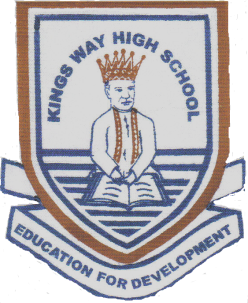 KINGS WAY HIGH SCHOOL
EDUCATION FOR DEVELOPMENT